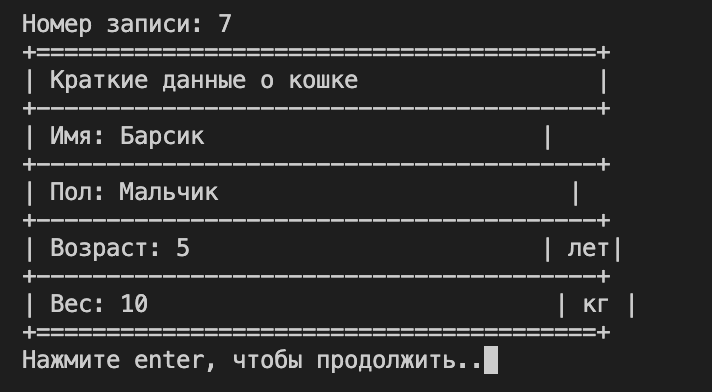 Номер записи: 7
+========================================+
| Краткие данные о кошке                 |
+----------------------------------------+
| Имя: Барсик                        |
+----------------------------------------+
| Пол: Мальчик                         |
+----------------------------------------+
| Возраст: 5                         | лет|
+----------------------------------------+
| Вес: 10                             | кг |
+========================================+
Нажмите enter, чтобы продолжить..